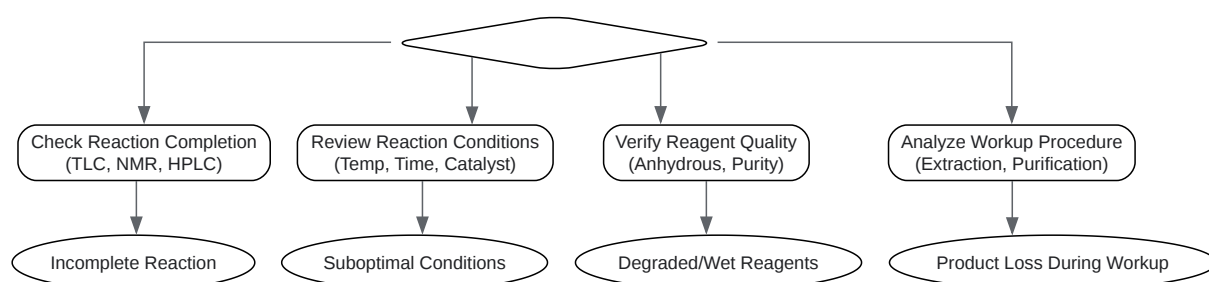 Check Reaction Completion
(TLC, NMR, HPLC)
Review Reaction Conditions
(Temp, Time, Catalyst)
Verify Reagent Quality
(Anhydrous, Purity)
Analyze Workup Procedure
(Extraction, Purification)
Incomplete Reaction
Suboptimal Conditions
Degraded/Wet Reagents
Product Loss During Workup